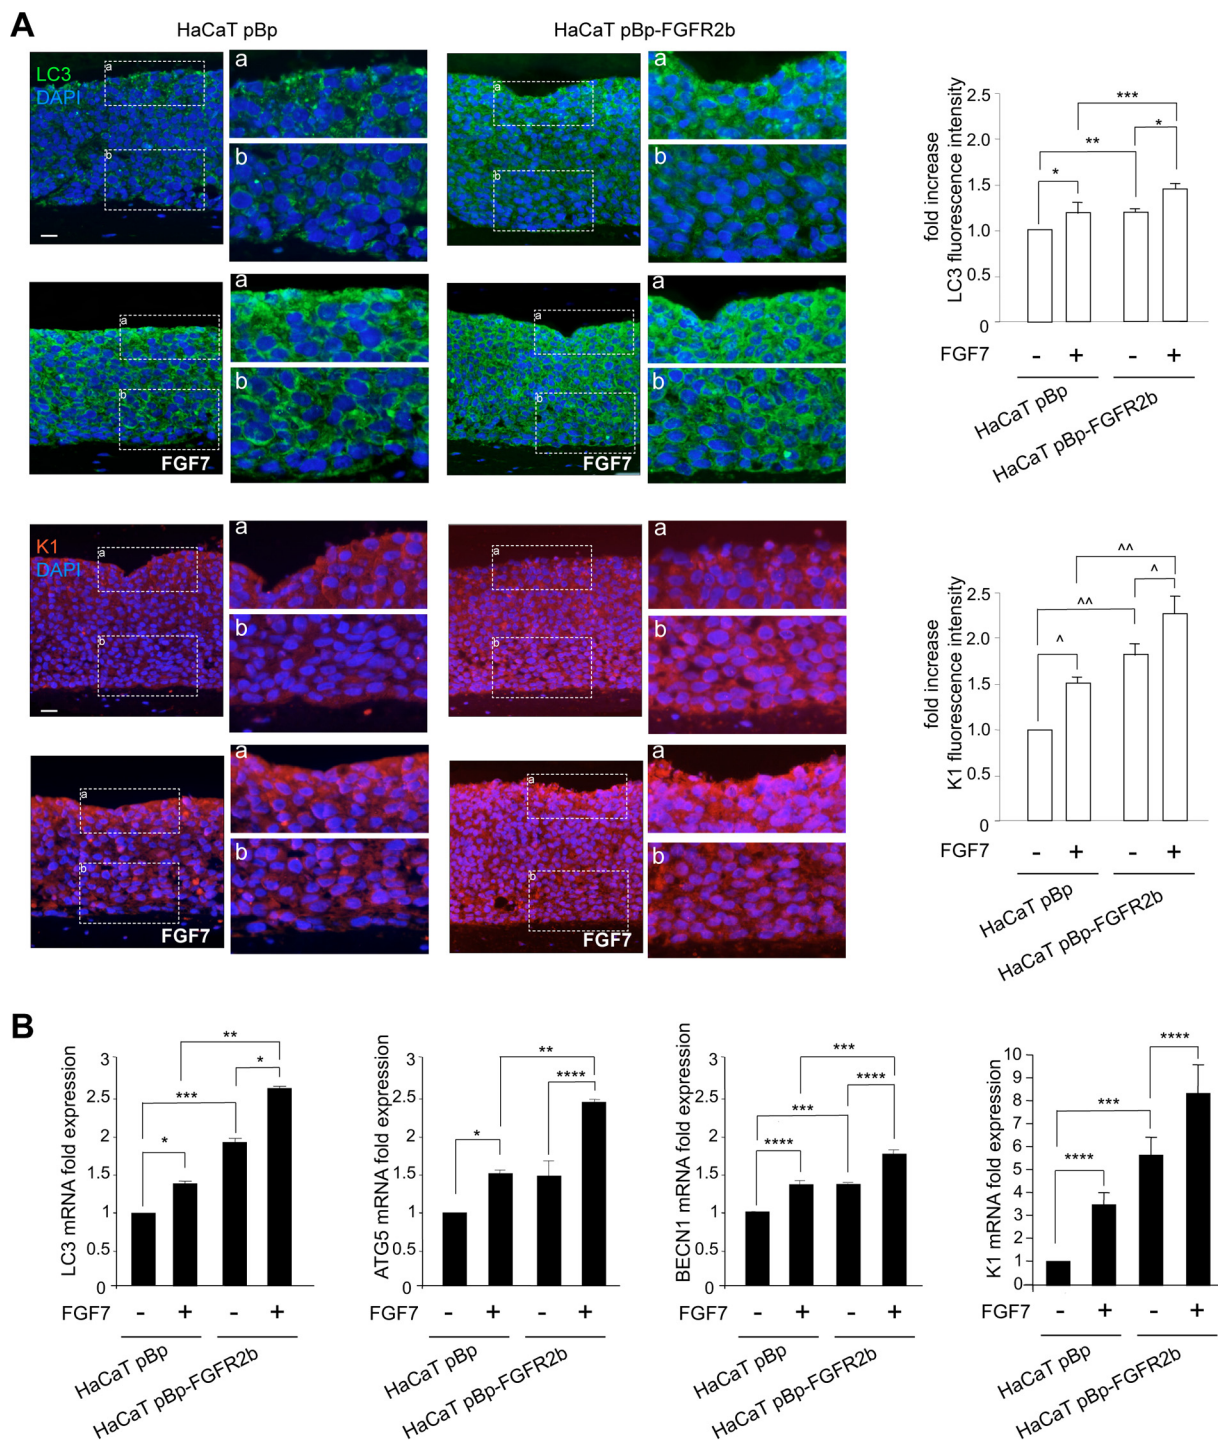 A
HaCaT pBp
HaCaT pBp-FGFR2b
LC3
DAPI
a
b
a
b
a
b
a
b
a
b
FGF7
a
b
a
b
FGF7
a
b
K1
DAPI
a
b
a
b
a
b
a
b
a
b
FGF7
a
b
a
b
FGF7
a
b
fold increase
LC3 fluorescence intensity
2.5
2.0
1.5
1.0
0.5
0
*
**
*
***
FGF7
- + - +
HaCaT pBp
HaCaT pBp-FGFR2b
fold increase
K1 fluorescence intensity
2.5
2.0
1.5
1.0
0.5
0
^
^^
^
^^
FGF7
- + - +
HaCaT pBp
HaCaT pBp-FGFR2b
B
LC3 mRNA fold expression
3
2.5
2
1.5
1
0.5
0
*
***
*
**
FGF7
- + - +
HaCaT pBp
HaCaT pBp-FGFR2b
ATG5 mRNA fold expression
3
2.5
2
1.5
1
0.5
0
*
****
**
FGF7
- + - +
HaCaT pBp
HaCaT pBp-FGFR2b
BECN1 mRNA fold expression
3
2.5
2
1.5
1
0.5
0
****
***
****
***
FGF7
- + - +
HaCaT pBp
HaCaT pBp-FGFR2b
K1 mRNA fold expression
10
9
8
7
6
5
4
3
2
1
0
****
***
****
FGF7
- + - +
HaCaT pBp
HaCaT pBp-FGFR2b